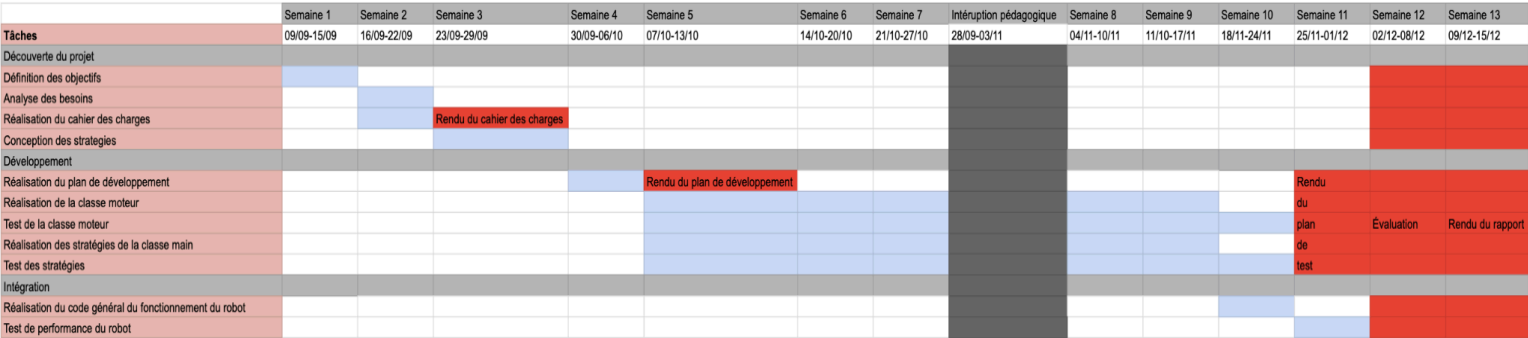 Semaine 1 Semaine 2 Semaine 3 Semaine 4 Semaine 5 Semaine 6 Semaine 7 Intéruption pédagogique Semaine 8 Semaine 9 Semaine 10 Semaine 11 Semaine 12 Semaine 13
Tâches 09/09-15/09 16/09-22/09 23/09-29/09 30/09-06/10 07/10-13/10 14/10-20/10 21/10-27/10 28/09-03/11 04/11-10/11 11/10-17/11 18/11-24/11 25/11-01/12 02/12-08/12 09/12-15/12
Découverte du projet
Définition des objectifs
Analyse des besoins
Réalisation du cahier des charges Rendu du cahier des charges
Conception des strategies
Développement
Réalisation du plan de développement Rendu du plan de développement Rendu
Réalisation de la classe moteur du
Test de la classe moteur plan Évaluation Rendu du rapport
Réalisation des stratégies de la classe main de
Test des stratégies test
Intégration
Réalisation du code général du fonctionnement du robot
Test de performance du robot